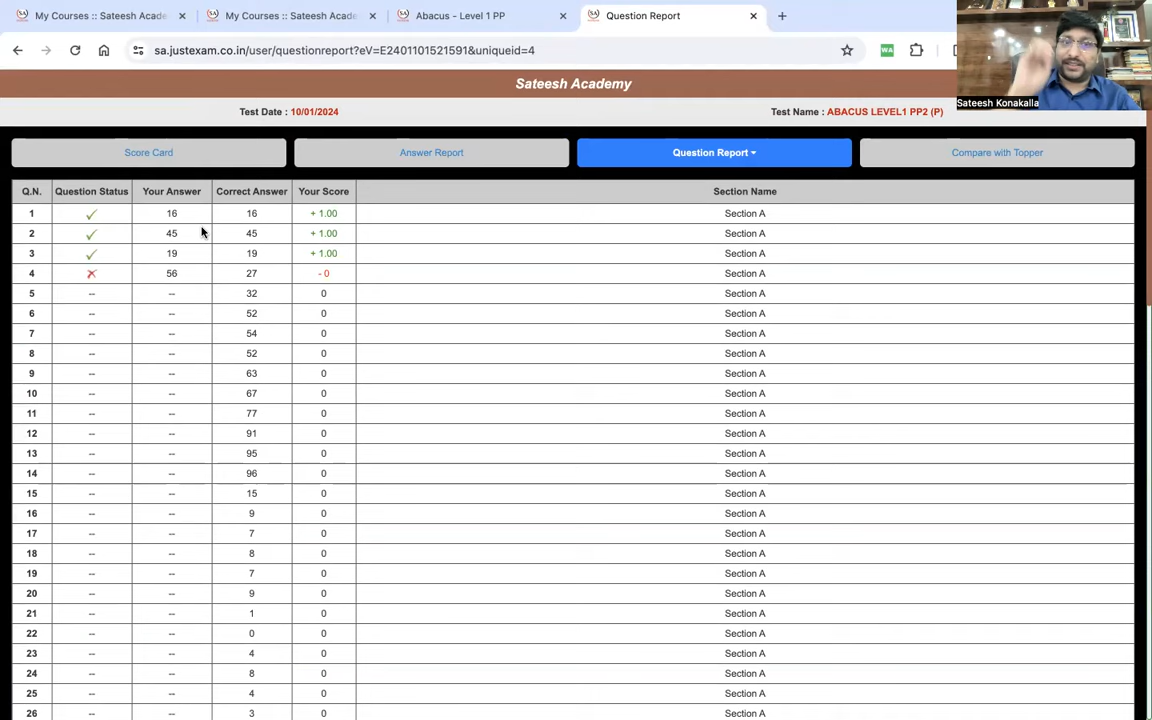 My Courses :: Sateesh Acade
My Courses :: Sateesh Acade
Abacus - Level 1 PP
Question Report
sa.justexam.co.in/user/questionreport?eV=E2401101521591&uniqueid=4
WA
Sateesh Konakalla
Sateesh Academy
Test Date : 10/01/2024 Test Name : ABACUS LEVEL1 PP2 (P)
Score Card Answer Report Question Report Compare with Topper
Q.N. Question Status Your Answer Correct Answer Your Score Section Name
1 16 16 + 1.00 Section A
2 45 45 + 1.00 Section A
3 19 19 + 1.00 Section A
4 56 27 - 0 Section A
5 -- -- 32 0 Section A
6 -- -- 52 0 Section A
7 -- -- 54 0 Section A
8 -- -- 52 0 Section A
9 -- -- 63 0 Section A
10 -- -- 67 0 Section A
11 -- -- 77 0 Section A
12 -- -- 91 0 Section A
13 -- -- 95 0 Section A
14 -- -- 96 0 Section A
15 -- -- 15 0 Section A
16 -- -- 9 0 Section A
17 -- -- 7 0 Section A
18 -- -- 8 0 Section A
19 -- -- 7 0 Section A
20 -- -- 9 0 Section A
21 -- -- 1 0 Section A
22 -- -- 0 0 Section A
23 -- -- 4 0 Section A
24 -- -- 8 0 Section A
25 -- -- 4 0 Section A
26 -- -- 3 0 Section A